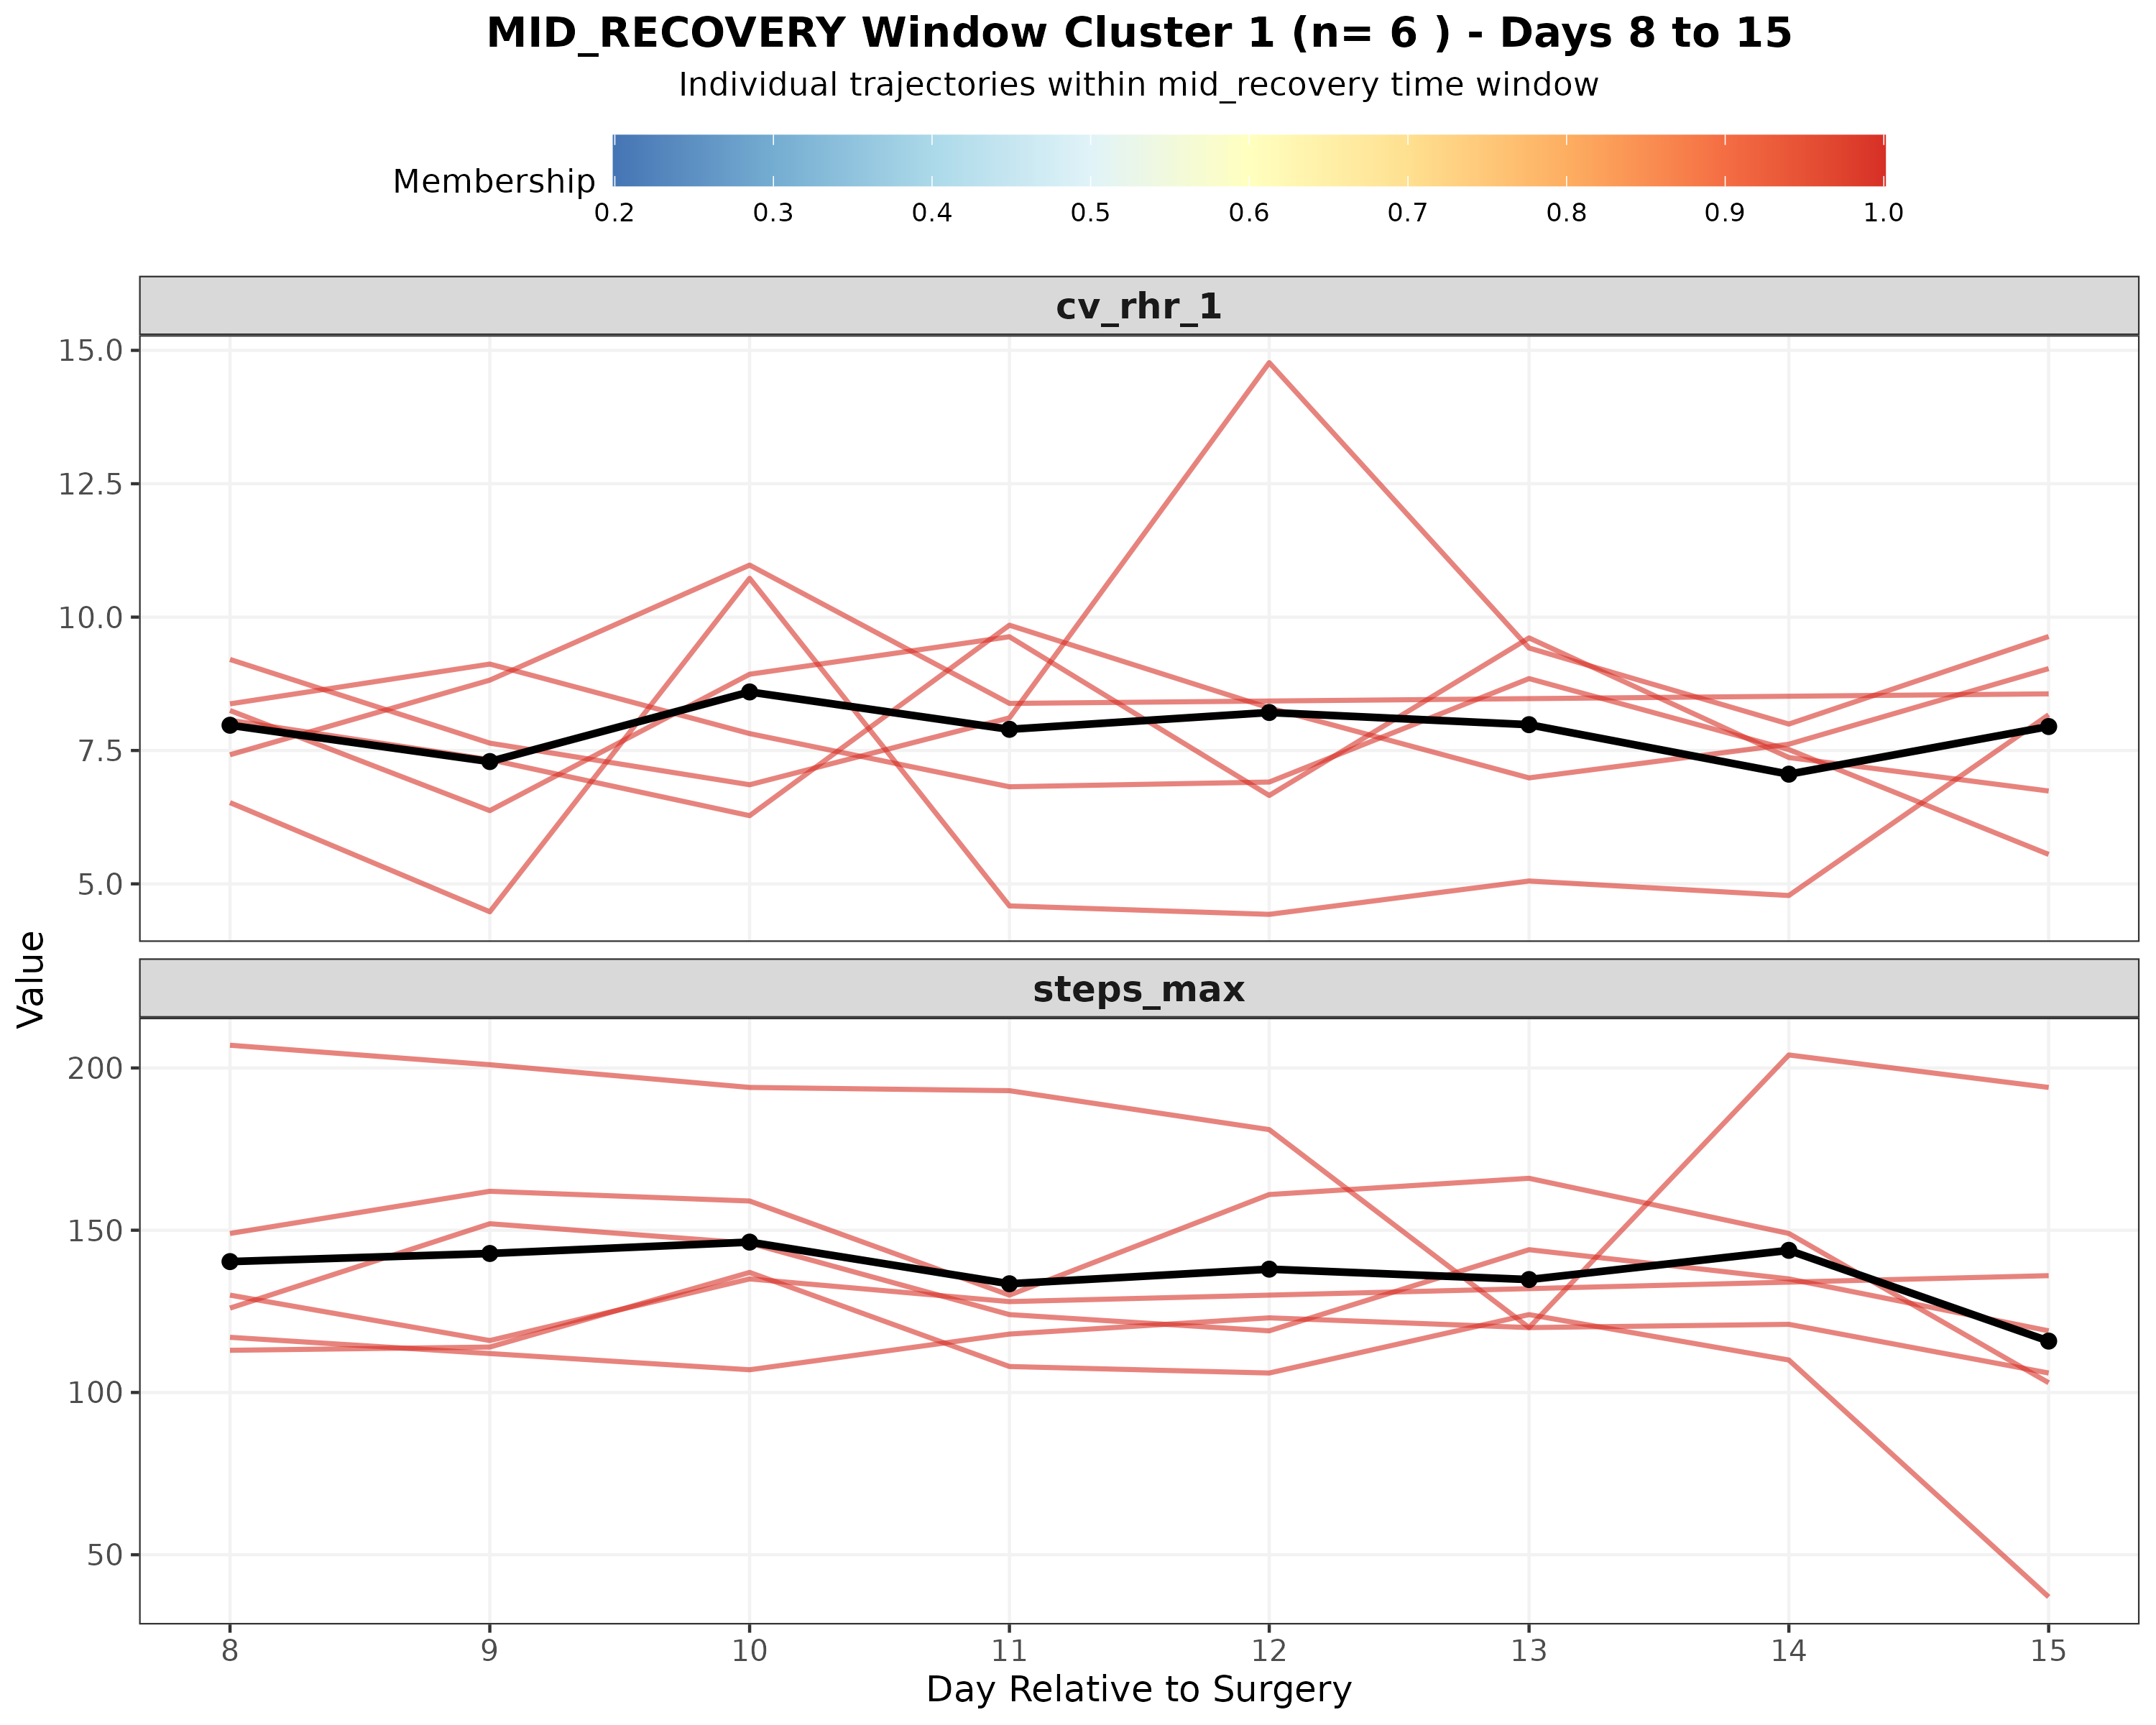 MID_RECOVERY Window Cluster 1 (n= 6 ) - Days 8 to 15
Individual trajectories within mid_recovery time window
Membership
0.2 0.3 0.4 0.5 0.6 0.7 0.8 0.9 1.0
cv_rhr_1
15.0
12.5
10.0
7.5
5.0
Value
steps_max
200
150
100
50
8 9 10 11 12 13 14 15
Day Relative to Surgery